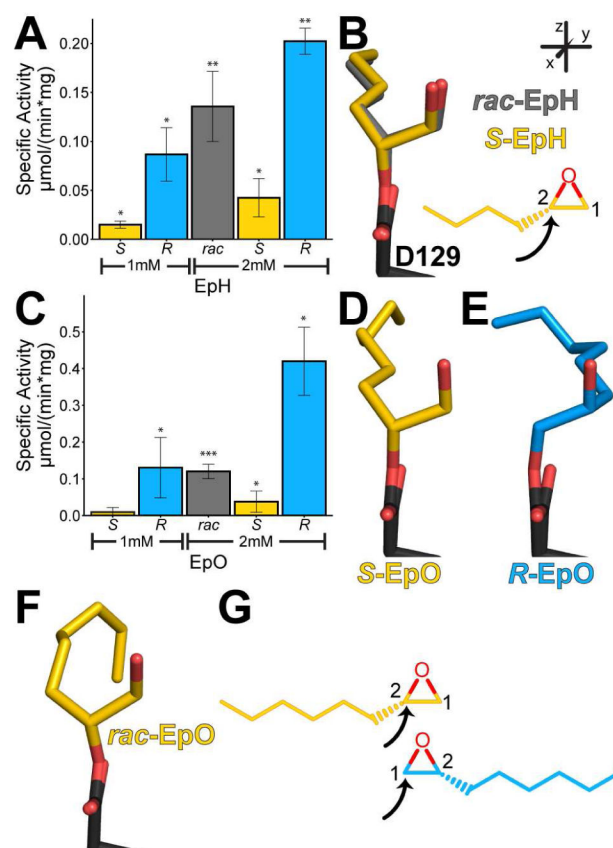 A
Specific Activity
μmol/(min*mg)
0.20
0.15
0.10
0.05
0.00
*
*
**
*
**
S R rac S R
1mM 2mM
EpH
B
z
y
x
rac-EpH
S-EpH
O
2 1
D129
C
Specific Activity
μmol/(min*mg)
0.5
0.4
0.3
0.2
0.1
0.0
*
***
*
*
S R rac S R
1mM 2mM
EpO
D
S-EpO
E
R-EpO
F
rac-EpO
G
O
2 1
O
1 2